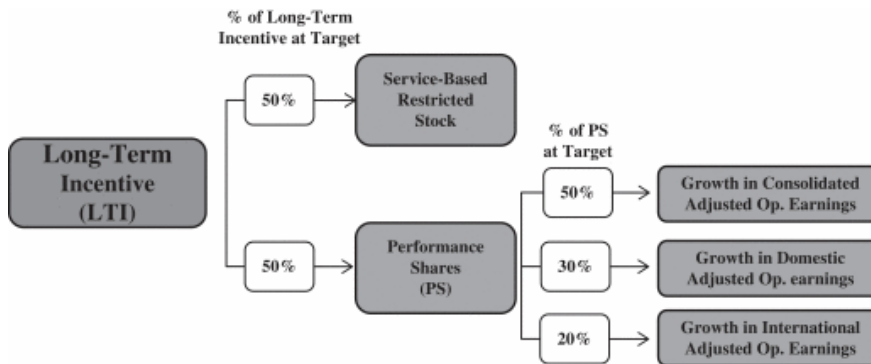 % of Long-Term
Incentive at Target
50%
Service-Based
Restricted
Stock
Long-Term
Incentive
(LTI)
50%
Performance
Shares
(PS)
% of PS
at Target
50%
Growth in Consolidated
Adjusted Op. Earnings
30%
Growth in Domestic
Adjusted Op. earnings
20%
Growth in International
Adjusted Op. Earnings